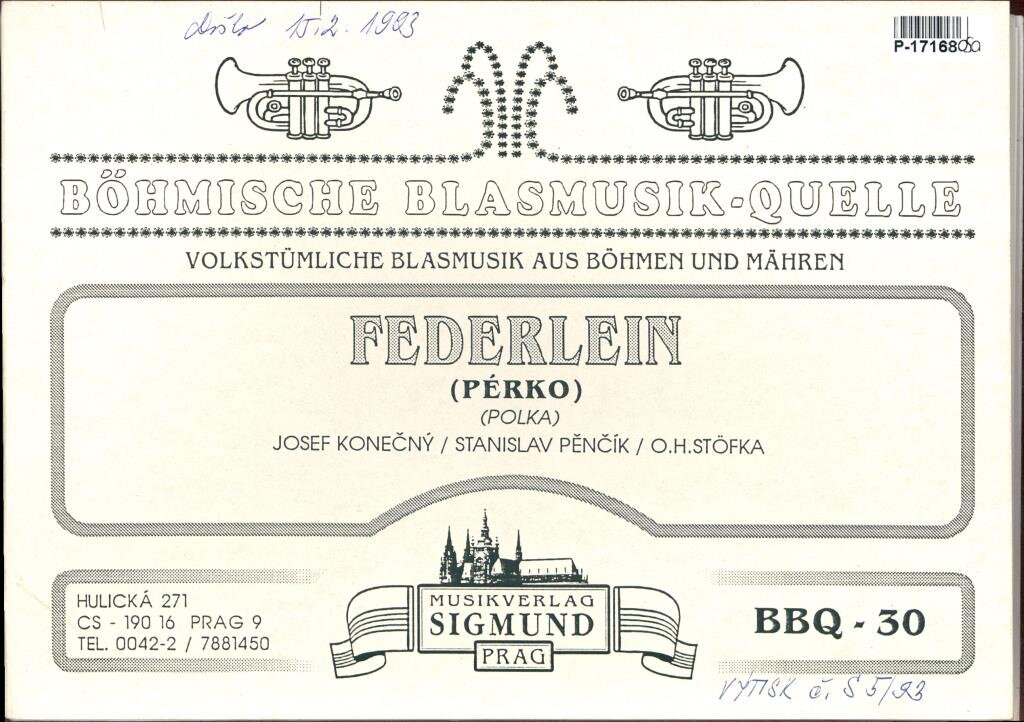 Došlo 15.2. 1993
P-17168
BÖHMISCHE BLASMUSIK-QUELLE
VOLKSTÜMLICHE BLASMUSIK AUS BÖHMEN UND MÄHREN
FEDERLEIN
(PÉRKO)
(POLKA)
JOSEF KONEČNÝ / STANISLAV PĚNČÍK / O.H.STÖFKA
HULICKÁ 271
CS - 190 16 PRAG 9
TEL. 0042-2 / 7881450
MUSIKVERLAG
SIGMUND
PRAG
BBQ - 30
VÝTISK č. S 5/93